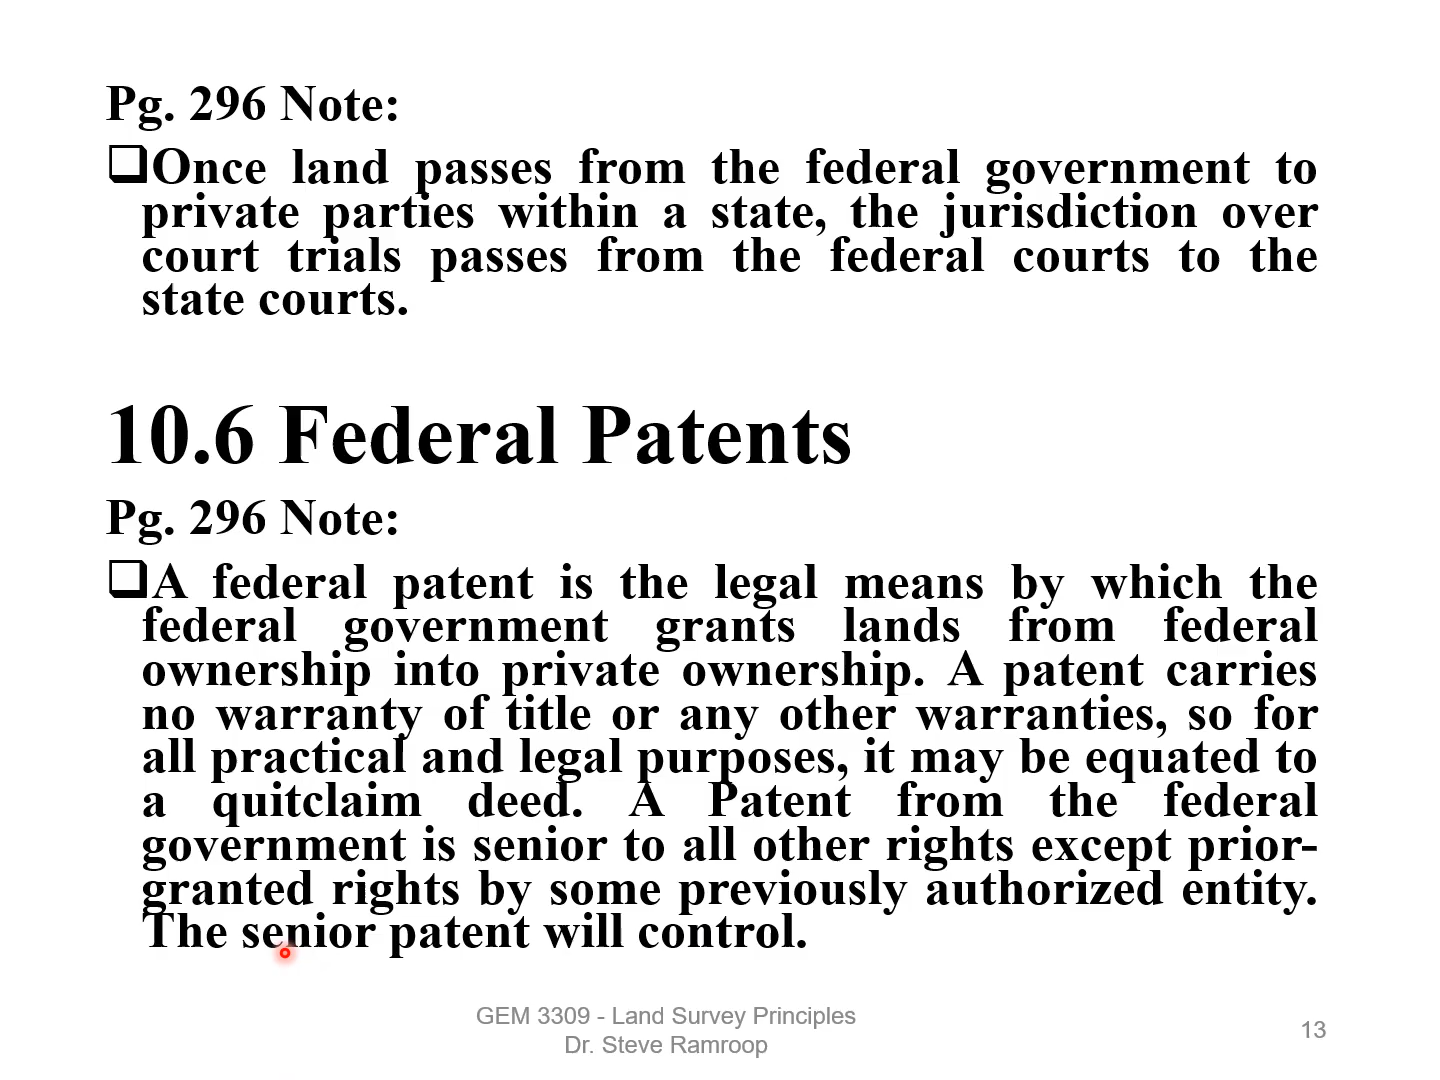 Pg. 296 Note:
❑Once land passes from the federal government to
private parties within a state, the jurisdiction over
court trials passes from the federal courts to the
state courts.
10.6 Federal Patents
Pg. 296 Note:
❑A federal patent is the legal means by which the
federal government grants lands from federal
ownership into private ownership. A patent carries
no warranty of title or any other warranties, so for
all practical and legal purposes, it may be equated to
a quitclaim deed. A Patent from the federal
government is senior to all other rights except prior-
granted rights by some previously authorized entity.
The senior patent will control.
GEM 3309 - Land Survey Principles
Dr. Steve Ramroop
13